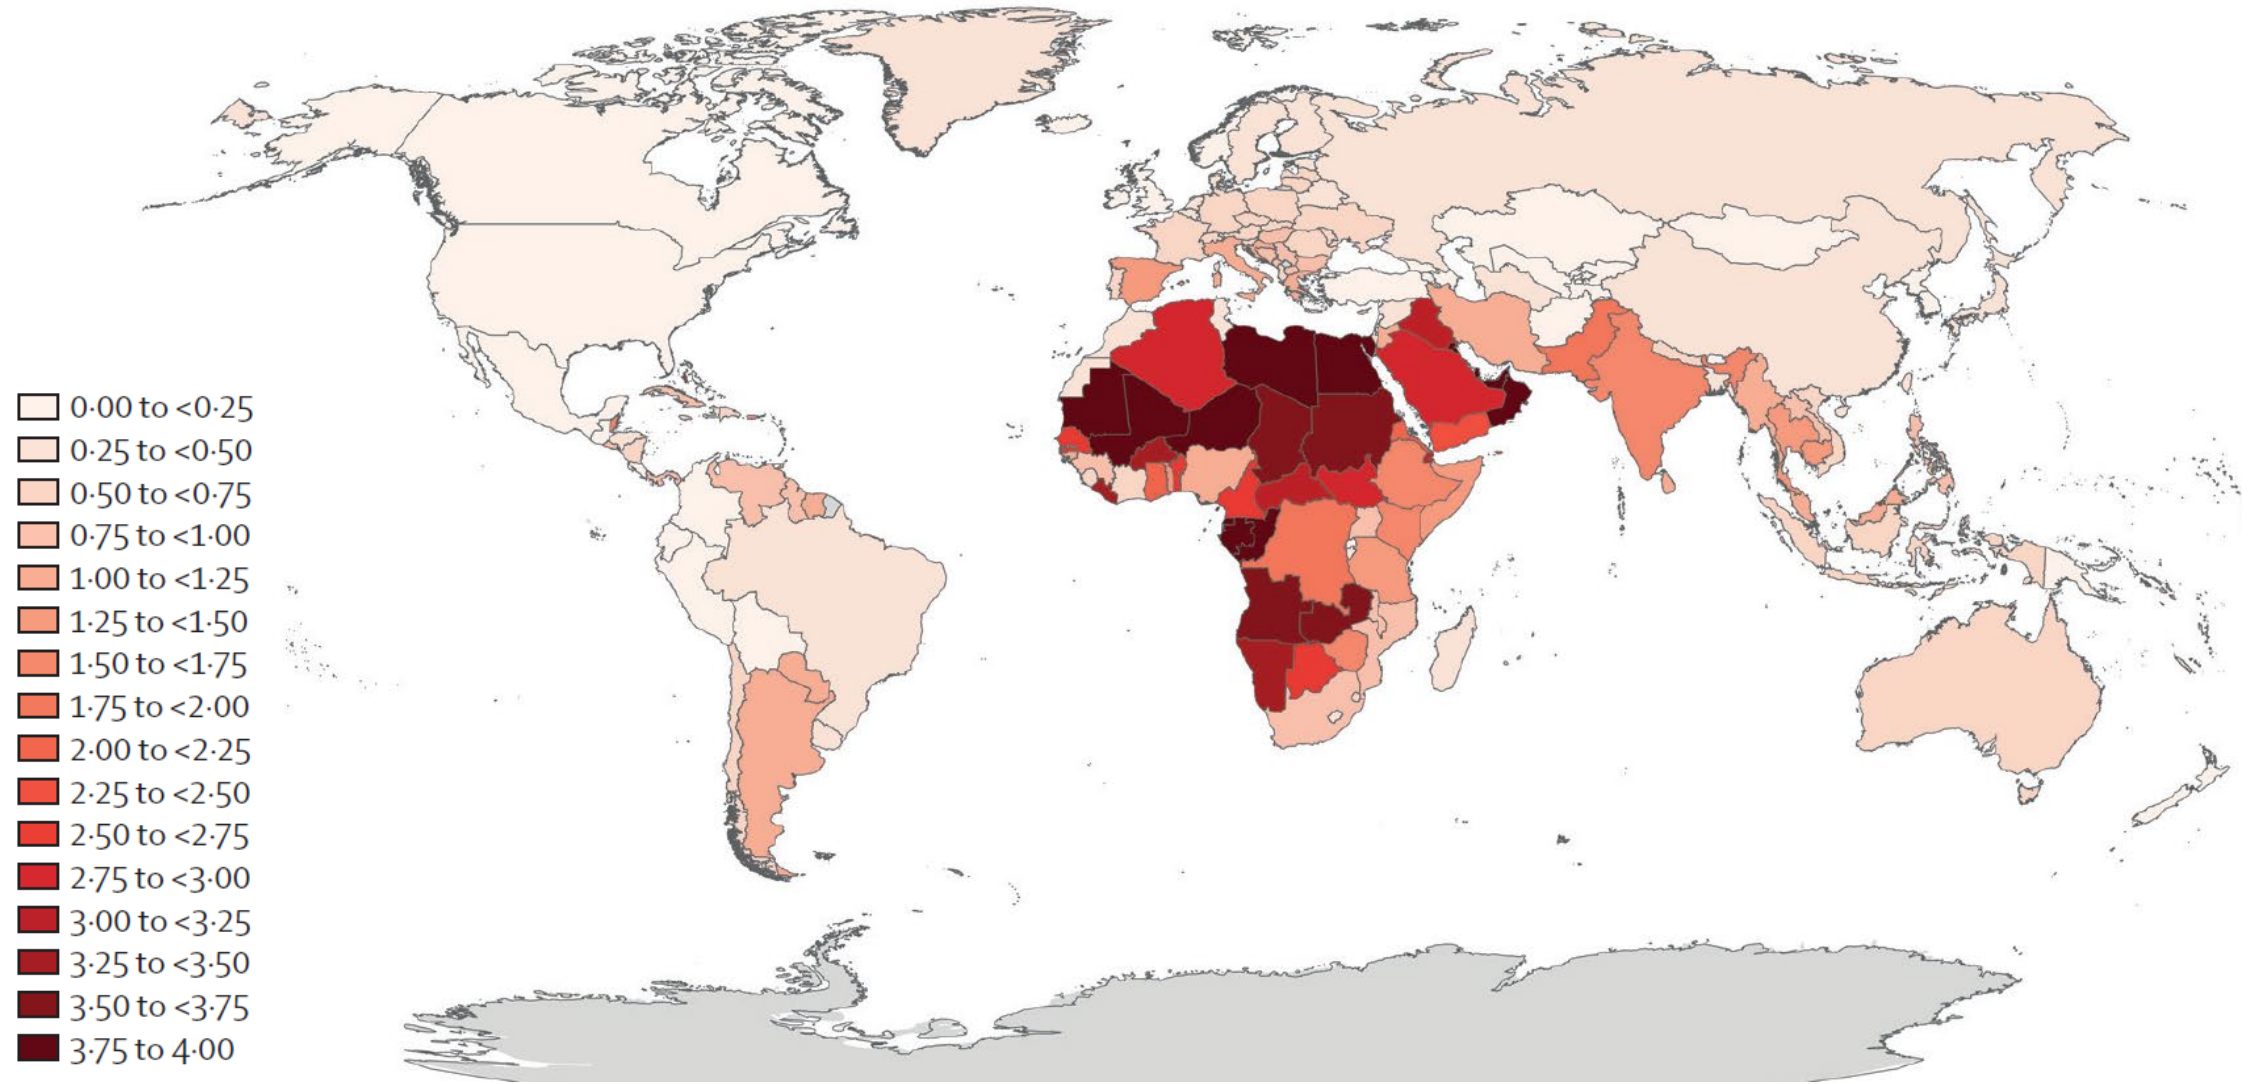 0·00 to <0·25
0·25 to <0·50
0·50 to <0·75
0·75 to <1·00
1·00 to <1·25
1·25 to <1·50
1·50 to <1·75
1·75 to <2·00
2·00 to <2·25
2·25 to <2·50
2·50 to <2·75
2·75 to <3·00
3·00 to <3·25
3·25 to <3·50
3·50 to <3·75
3·75 to 4·00